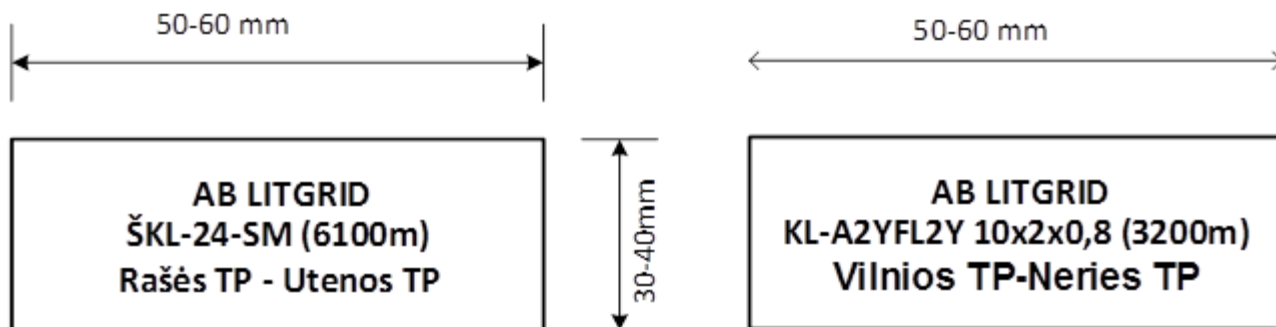 50-60 mm
50-60 mm
AB LITGRID
ŠKL-24-SM (6100m)
Rašės TP - Utenos TP
30-40mm
AB LITGRID
KL-A2YFL2Y 10x2x0,8 (3200m)
Vilnios TP-Neries TP